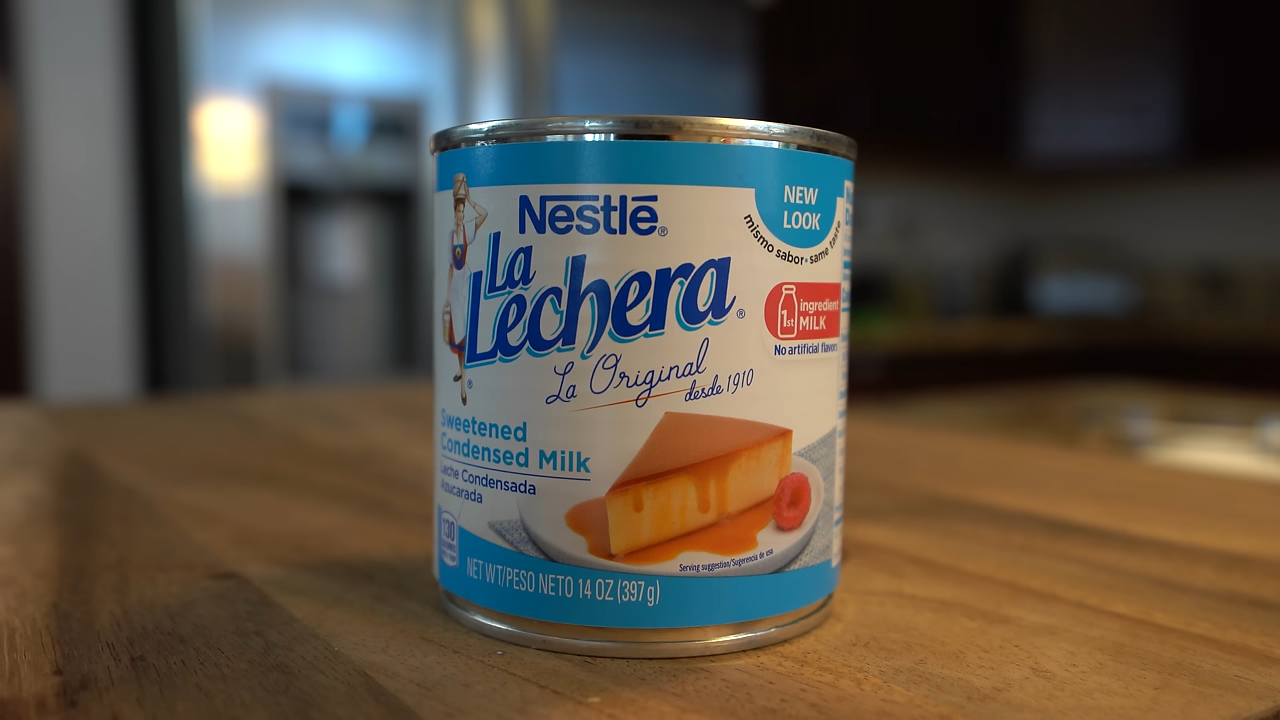 Nestlé®
NEW
LOOK
mismo sabor • same taste
La
Lechera®
1st
ingredient
MILK
No artificial flavors
La Original
desde 1910
®
Sweetened
Condensed Milk
Leche Condensada
Azucarada
130
Serving suggestion/Sugerencia de uso
NET WT/PESO NETO 14 OZ (397 g)